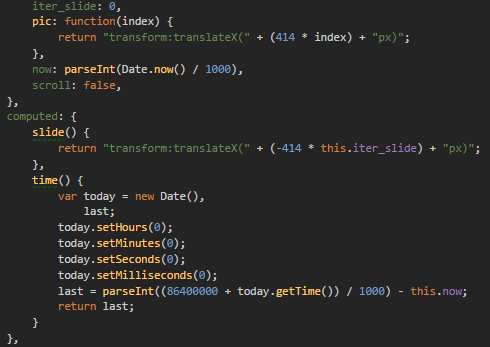 iter_slide: 0,
pic: function(index) {
return "transform:translateX(" + (414 * index) + "px)";
},
now: parseInt(Date.now() / 1000),
scroll: false,
},
computed: {
slide() {
return "transform:translateX(" + (-414 * this.iter_slide) + "px)";
},
time() {
var today = new Date(),
last;
today.setHours(0);
today.setMinutes(0);
today.setSeconds(0);
today.setMilliseconds(0);
last = parseInt((86400000 + today.getTime()) / 1000) - this.now;
return last;
}
},